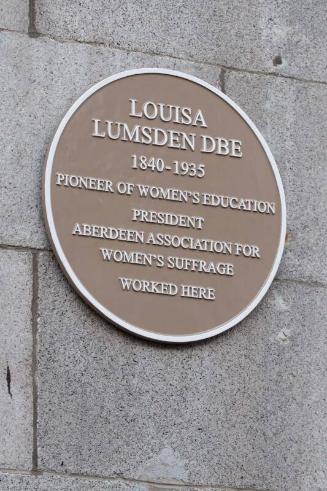 LOUISA
LUMSDEN DBE
1840-1935
PIONEER OF WOMEN'S EDUCATION
PRESIDENT
ABERDEEN ASSOCIATION FOR
WOMEN'S SUFFRAGE
WORKED HERE